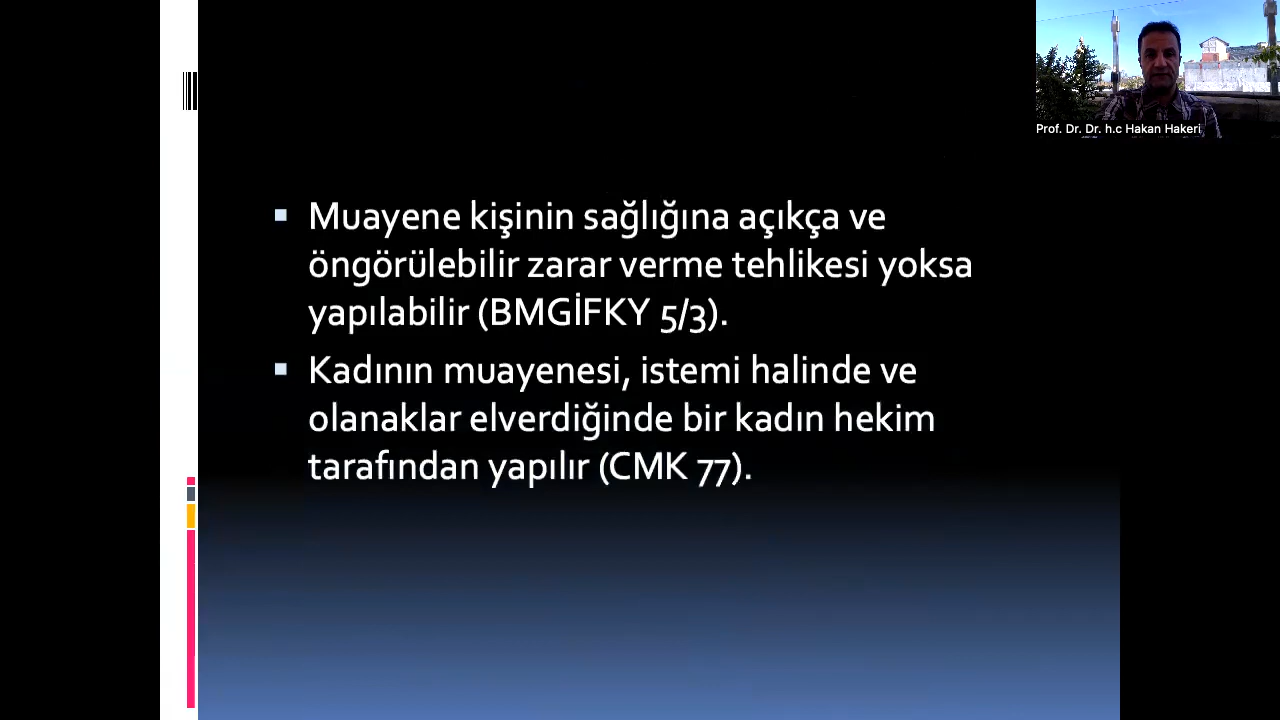 Prof. Dr. Dr. h.c Hakan Hakeri
Muayene kişinin sağlığına açıkça ve
öngörülebilir zarar verme tehlikesi yoksa
yapılabilir (BMGİFKY 5/3).
Kadının muayenesi, istemi halinde ve
olanaklar elverdiğinde bir kadın hekim
tarafından yapılır (CMK 77).